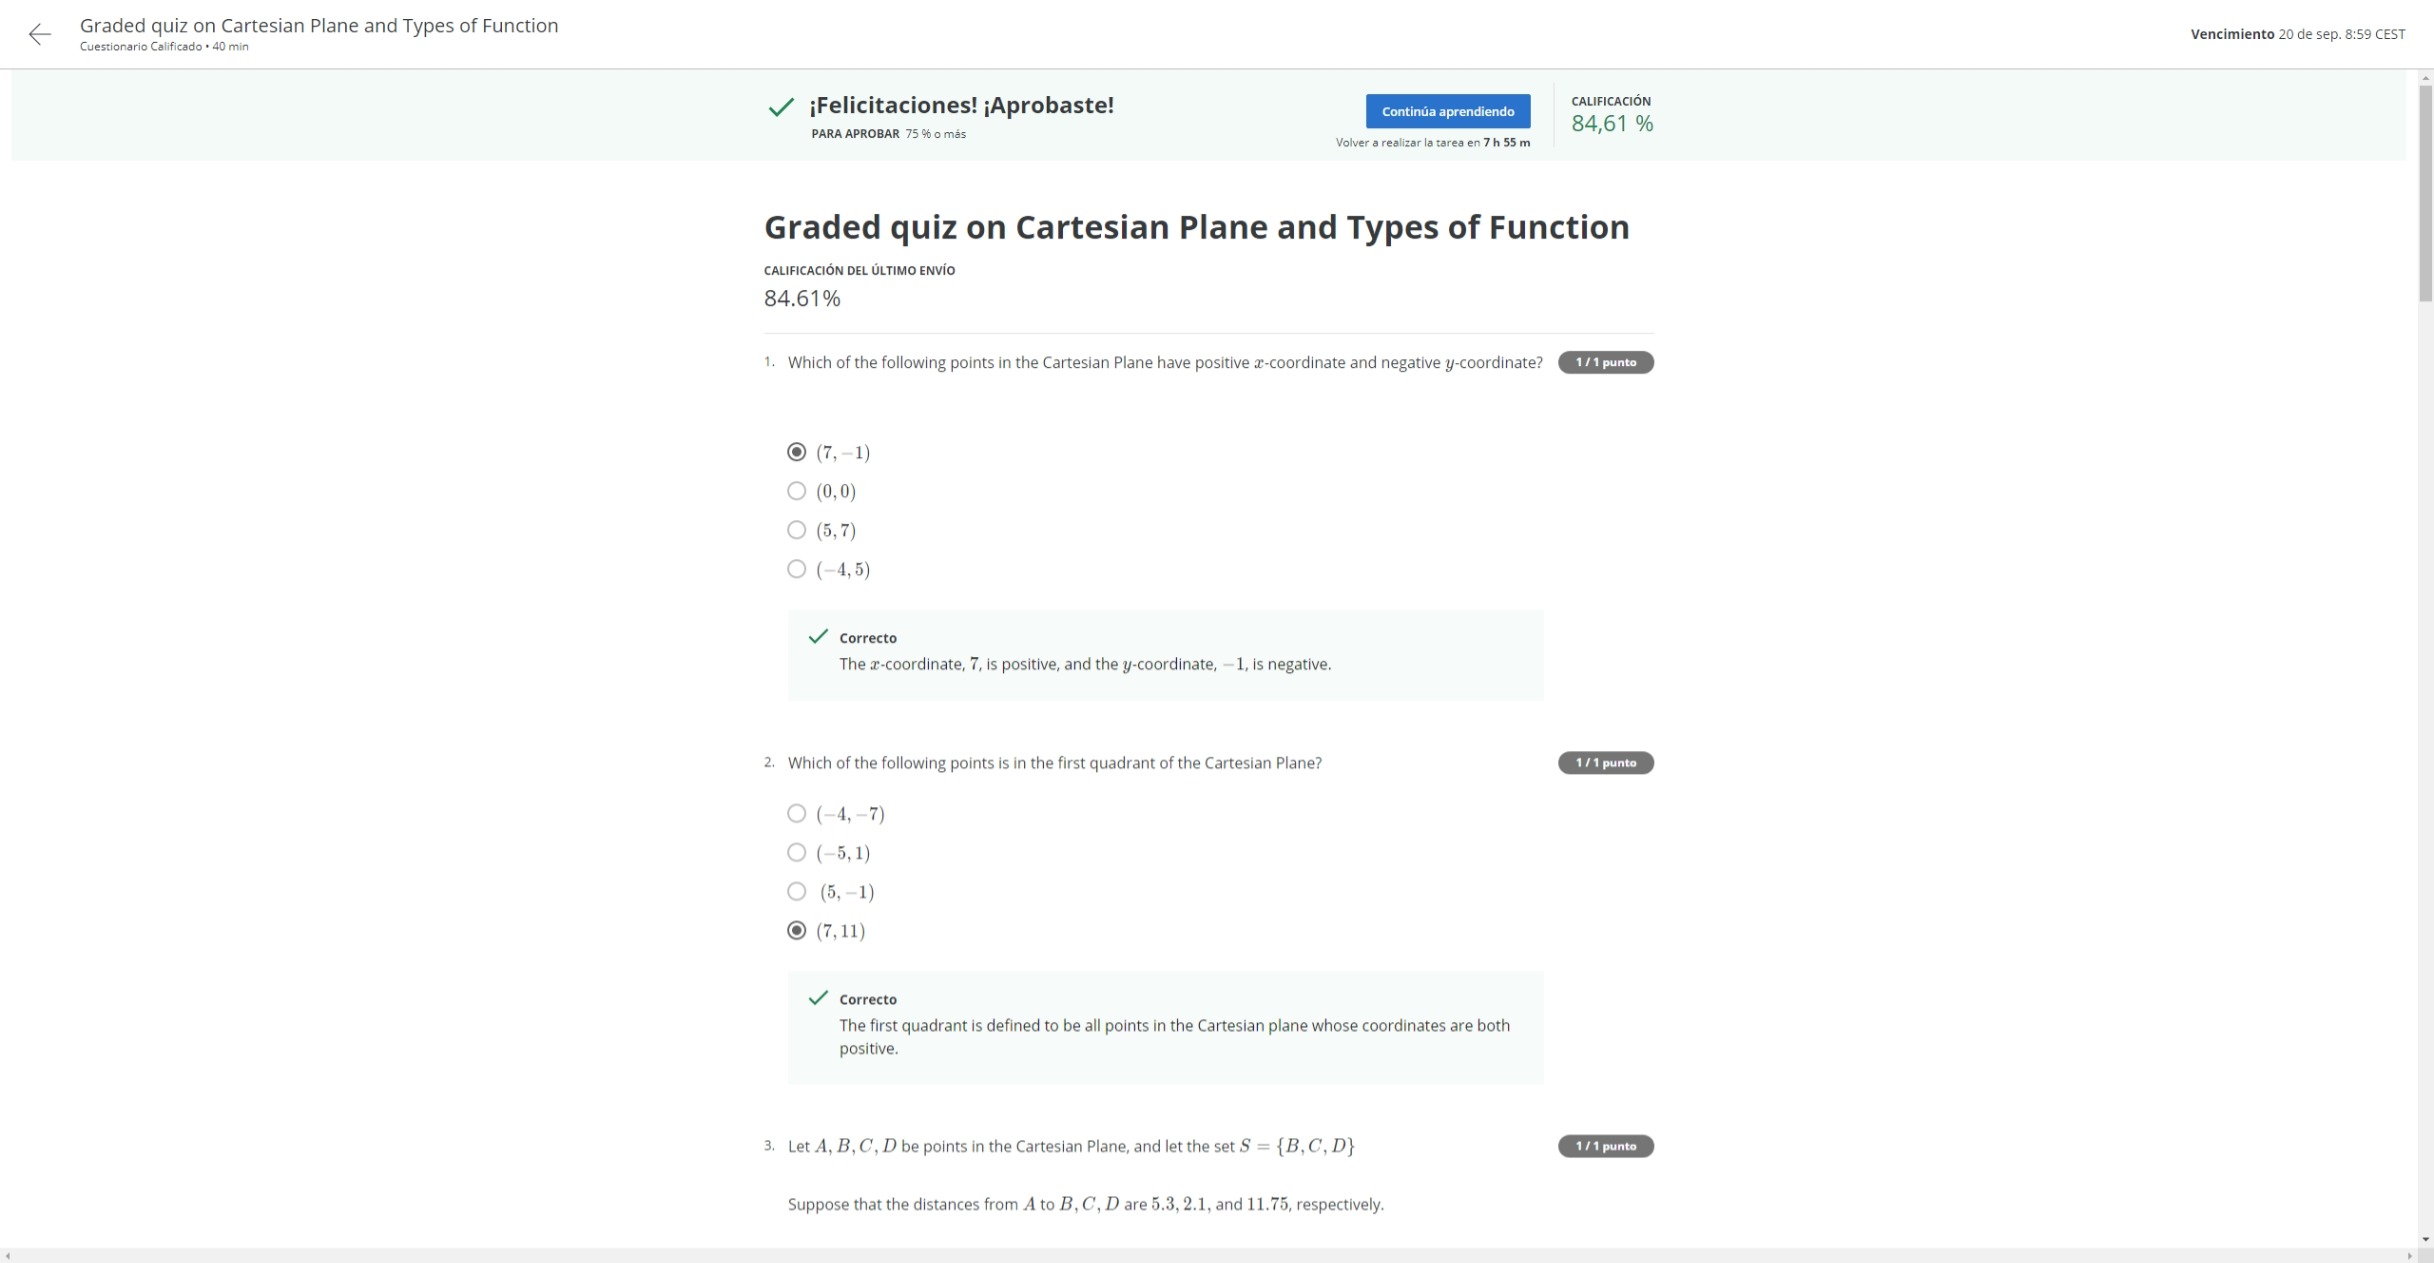 Graded quiz on Cartesian Plane and Types of Function
Cuestionario Calificado • 40 min
Vencimiento 20 de sep. 8:59 CEST
¡Felicitaciones! ¡Aprobaste!
PARA APROBAR 75 % o más
Continúa aprendiendo
Volver a realizar la tarea en 7 h 55 m
CALIFICACIÓN
84,61 %
Graded quiz on Cartesian Plane and Types of Function
CALIFICACIÓN DEL ÚLTIMO ENVÍO
84.61%
1. Which of the following points in the Cartesian Plane have positive x-coordinate and negative y-coordinate?
1 / 1 punto
(7, −1)
(0, 0)
(5, 7)
(−4, 5)
Correcto
The x-coordinate, 7, is positive, and the y-coordinate, −1, is negative.
2. Which of the following points is in the first quadrant of the Cartesian Plane?
1 / 1 punto
(−4, −7)
(−5, 1)
(5, −1)
(7, 11)
Correcto
The first quadrant is defined to be all points in the Cartesian plane whose coordinates are both
positive.
3. Let A, B, C, D be points in the Cartesian Plane, and let the set S = {B, C, D}
1 / 1 punto
Suppose that the distances from A to B, C, D are 5.3, 2.1, and 11.75, respectively.